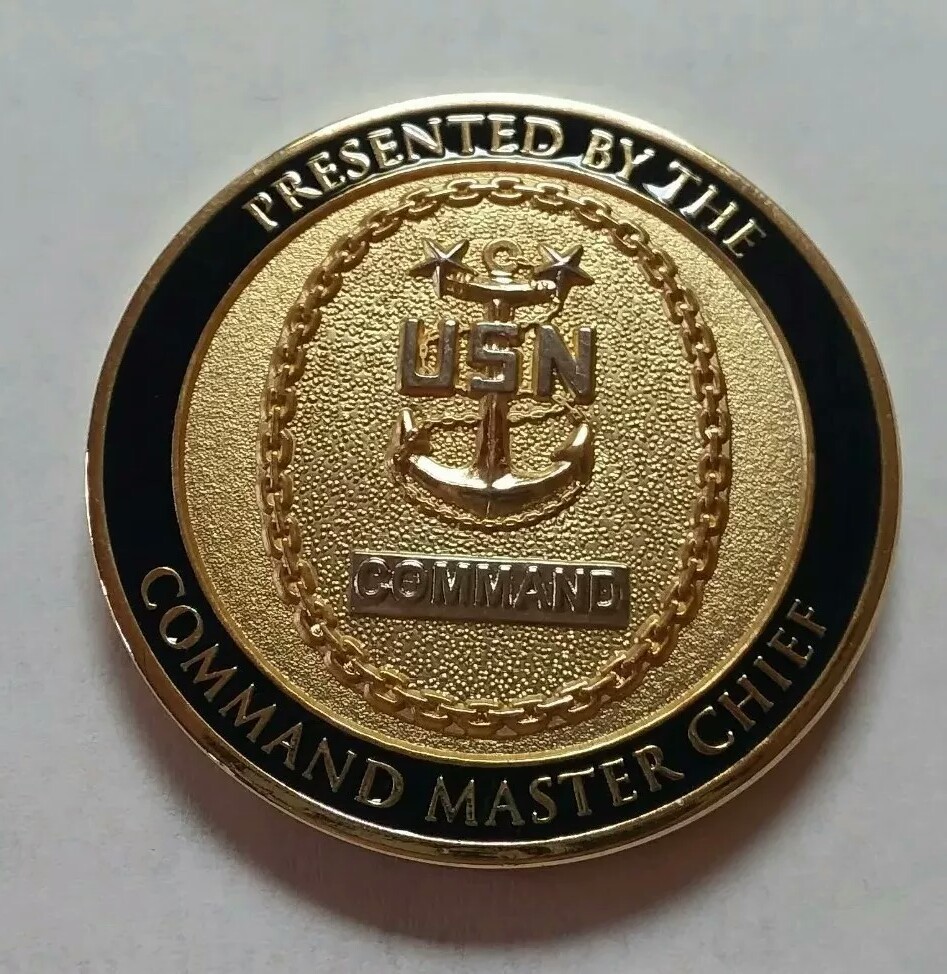 PRESENTED BY THE
USN
COMMAND
COMMAND MASTER CHIEF